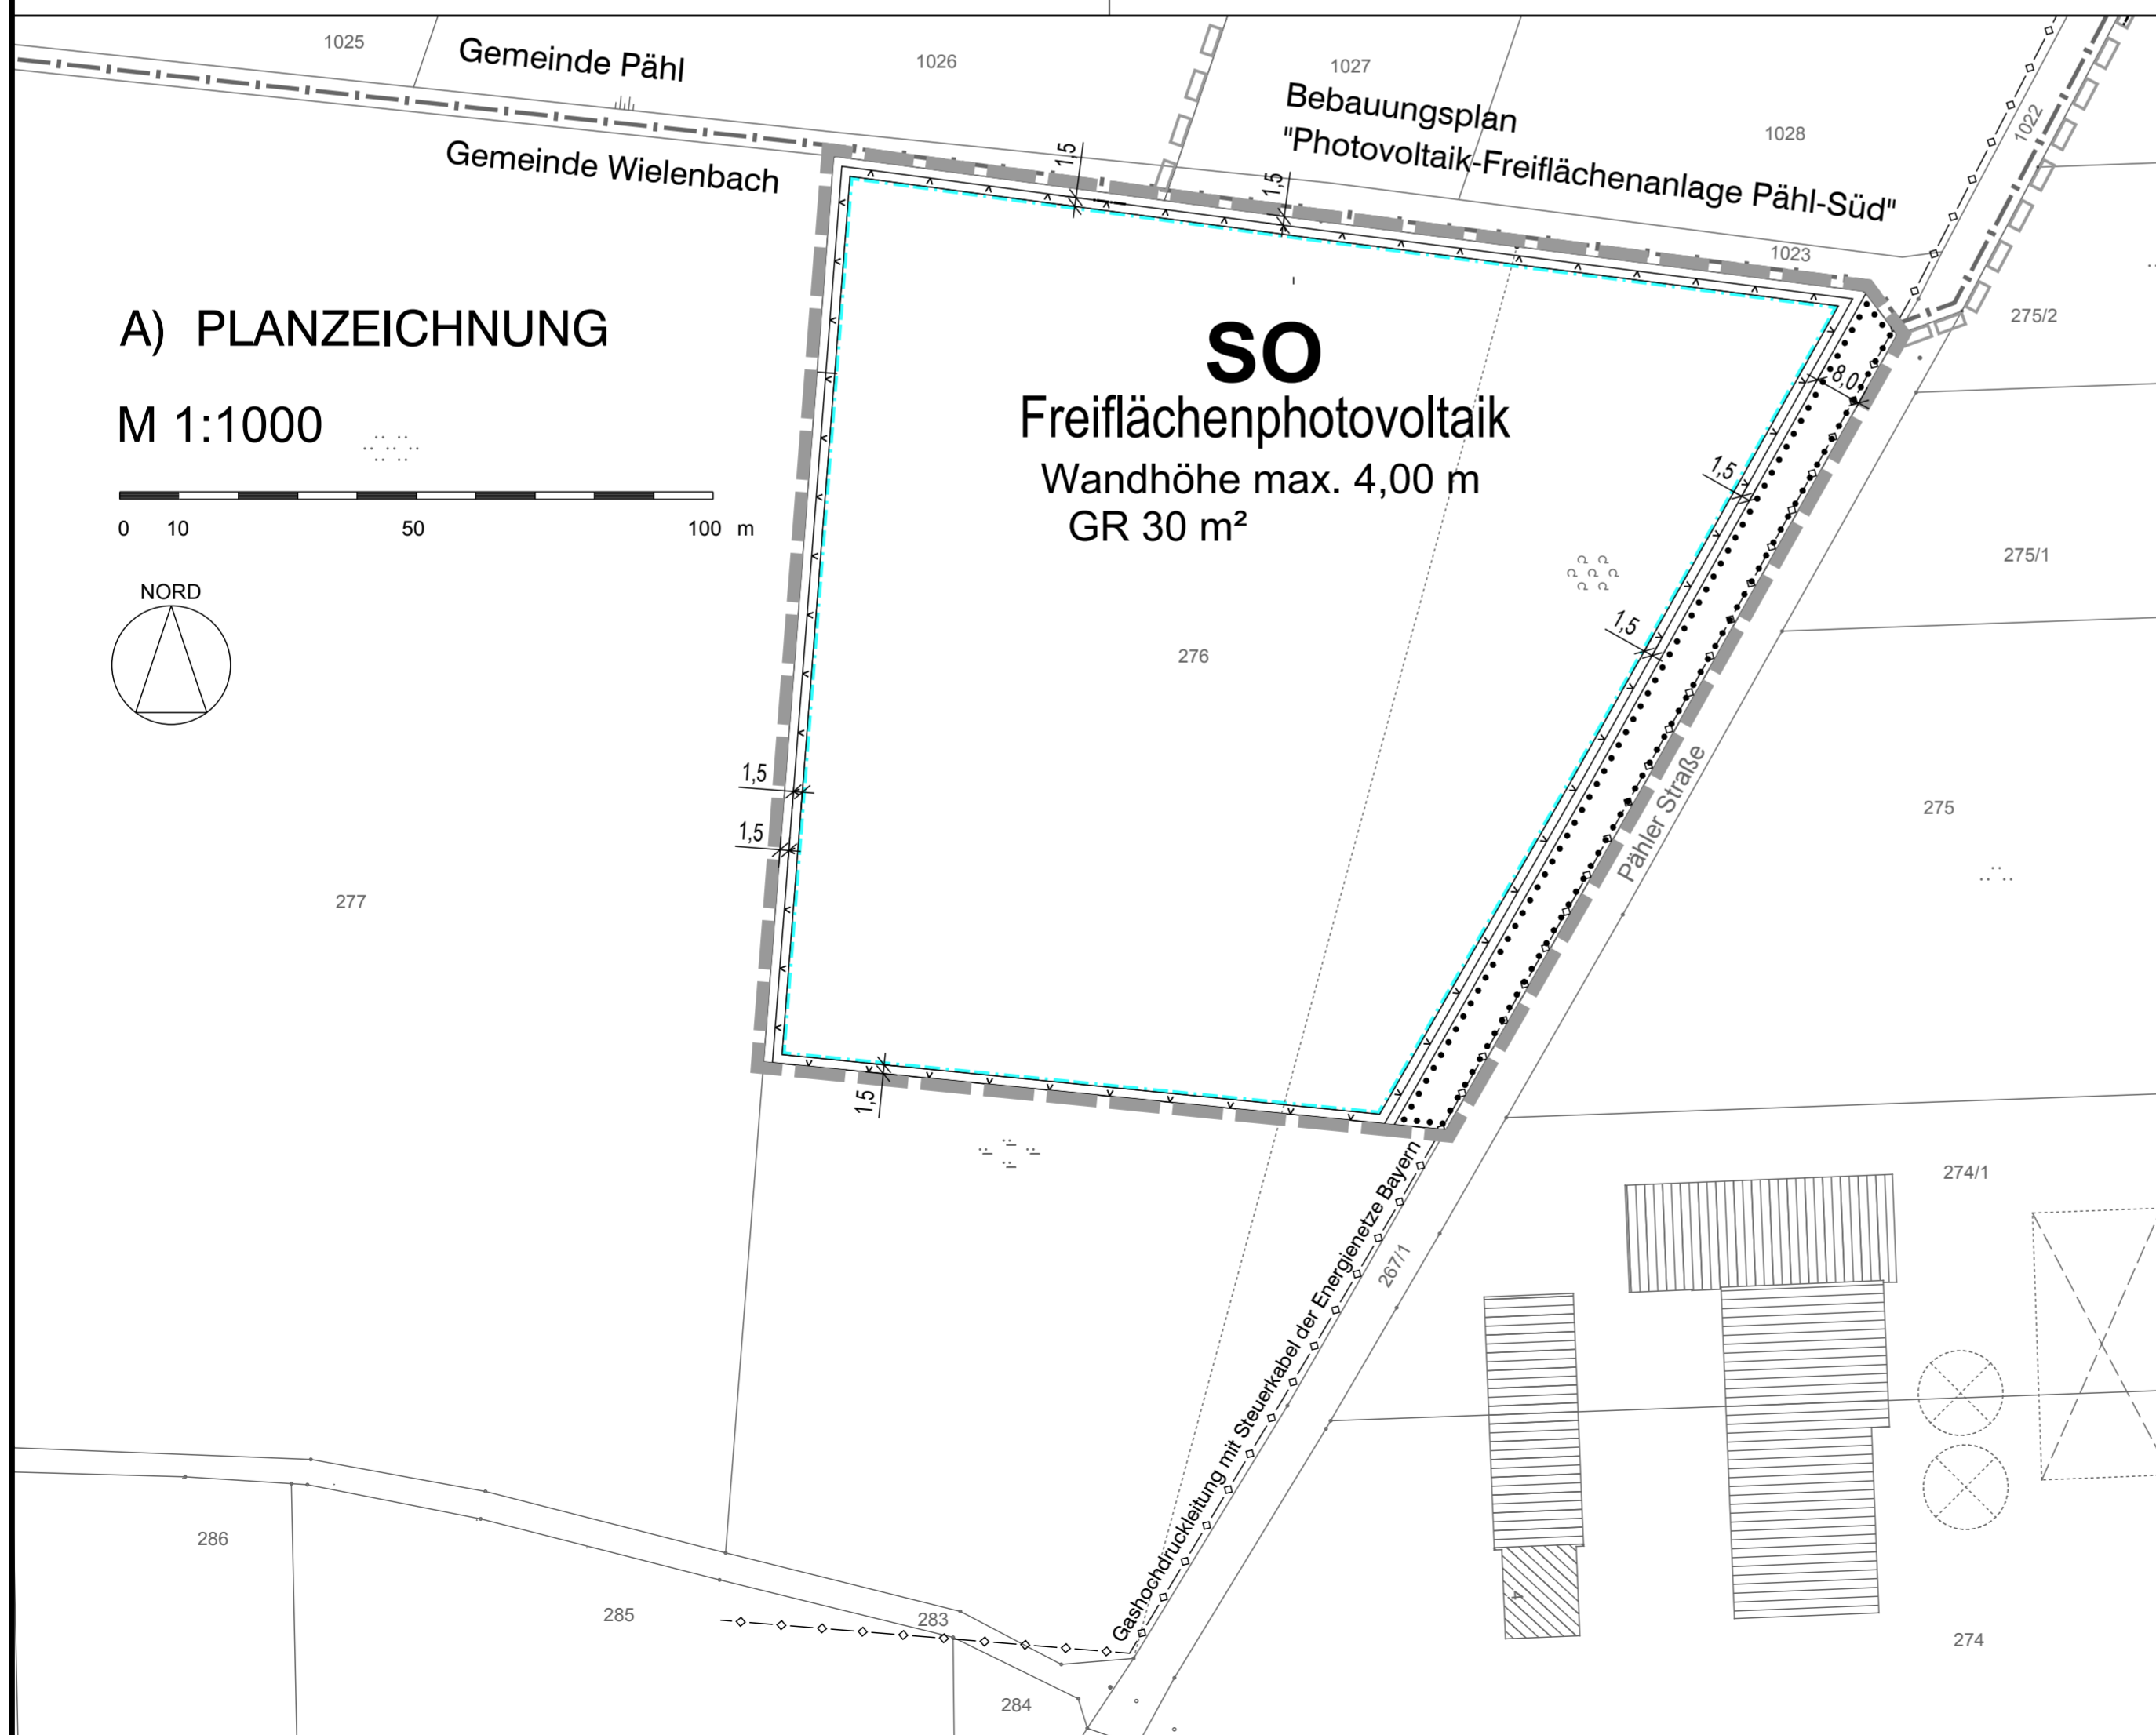 1025
Gemeinde Pähl
1026
1027
Bebauungsplan
"Photovoltaik-Freiflächenanlage Pähl-Süd"
1028
1022
Gemeinde Wielenbach
1,5
1,5
1023
275/2
A) PLANZEICHNUNG
M 1:1000
0 10 50 100 m
NORD
SO
Freiflächenphotovoltaik
Wandhöhe max. 4,00 m
GR 30 m²
8,0
1,5
1,5
275/1
276
1,5
1,5
Pähler Straße
275
277
1,5
274/1
Gashochdruckleitung mit Steuerkabel der Energienetze Bayern
267/1
286
285
283
284
4
274